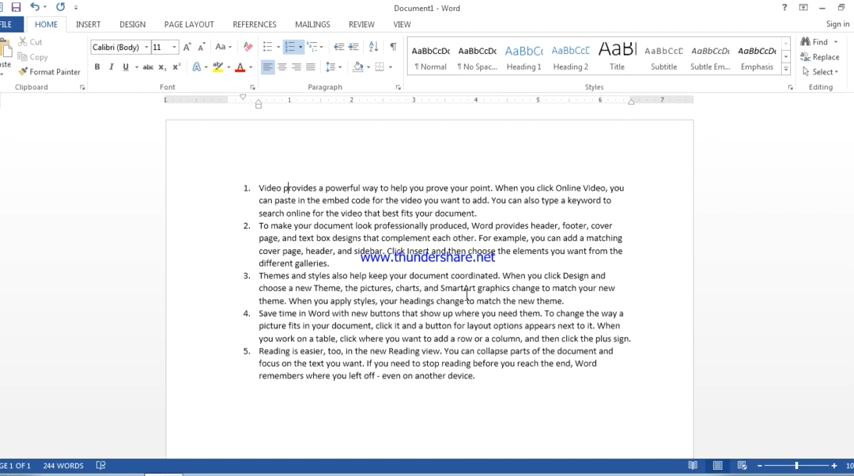 Document1 - Word
Sign in
FILE HOME INSERT DESIGN PAGE LAYOUT REFERENCES MAILINGS REVIEW VIEW
Cut
Copy
Format Painter
Clipboard
Calibri (Body) 11
Font
Paragraph
AaBbCcDc AaBbCcDc AaBbCc AaBbCcC AaB AaBbCcD AaBbCcDc AaBbCcDc
¶ Normal ¶ No Spac... Heading 1 Heading 2 Title Subtitle Subtle Em... Emphasis
Styles
Find
Replace
Select
Editing
1 1 2 3 4 5 6 7
1. Video provides a powerful way to help you prove your point. When you click Online Video, you
can paste in the embed code for the video you want to add. You can also type a keyword to
search online for the video that best fits your document.
2. To make your document look professionally produced, Word provides header, footer, cover
page, and text box designs that complement each other. For example, you can add a matching
cover page, header, and sidebar. Click Insert and then choose the elements you want from the
different galleries.
www.thundershare.net
3. Themes and styles also help keep your document coordinated. When you click Design and
choose a new Theme, the pictures, charts, and SmartArt graphics change to match your new
theme. When you apply styles, your headings change to match the new theme.
4. Save time in Word with new buttons that show up where you need them. To change the way a
picture fits in your document, click it and a button for layout options appears next to it. When
you work on a table, click where you want to add a row or a column, and then click the plus sign.
5. Reading is easier, too, in the new Reading view. You can collapse parts of the document and
focus on the text you want. If you need to stop reading before you reach the end, Word
remembers where you left off - even on another device.
PAGE 1 OF 1 244 WORDS